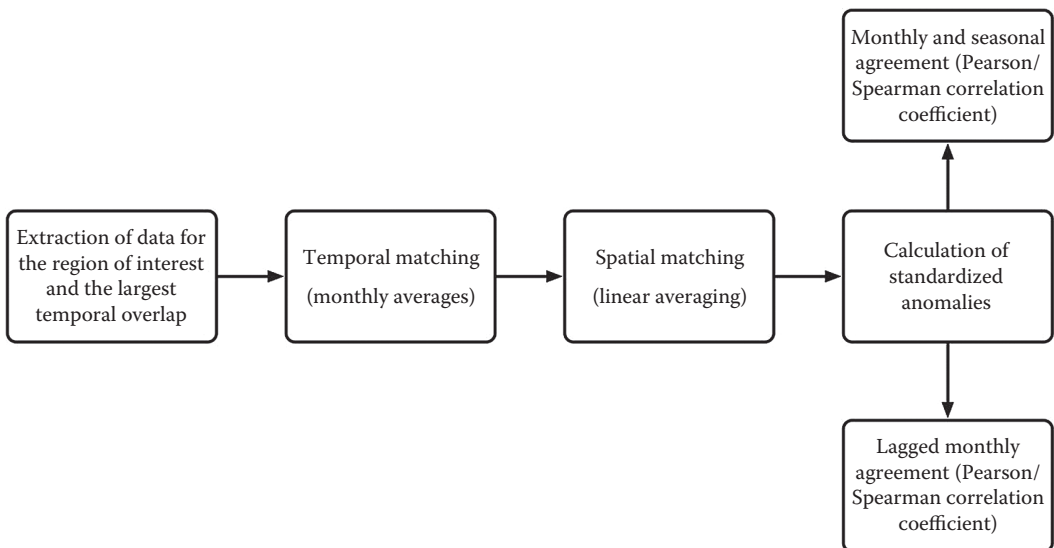 Monthly and seasonal
agreement (Pearson/
Spearman correlation
coefficient)
Extraction of data for
the region of interest
and the largest
temporal overlap
Temporal matching
(monthly averages)
Spatial matching
(linear averaging)
Calculation of
standardized
anomalies
Lagged monthly
agreement (Pearson/
Spearman correlation
coefficient)